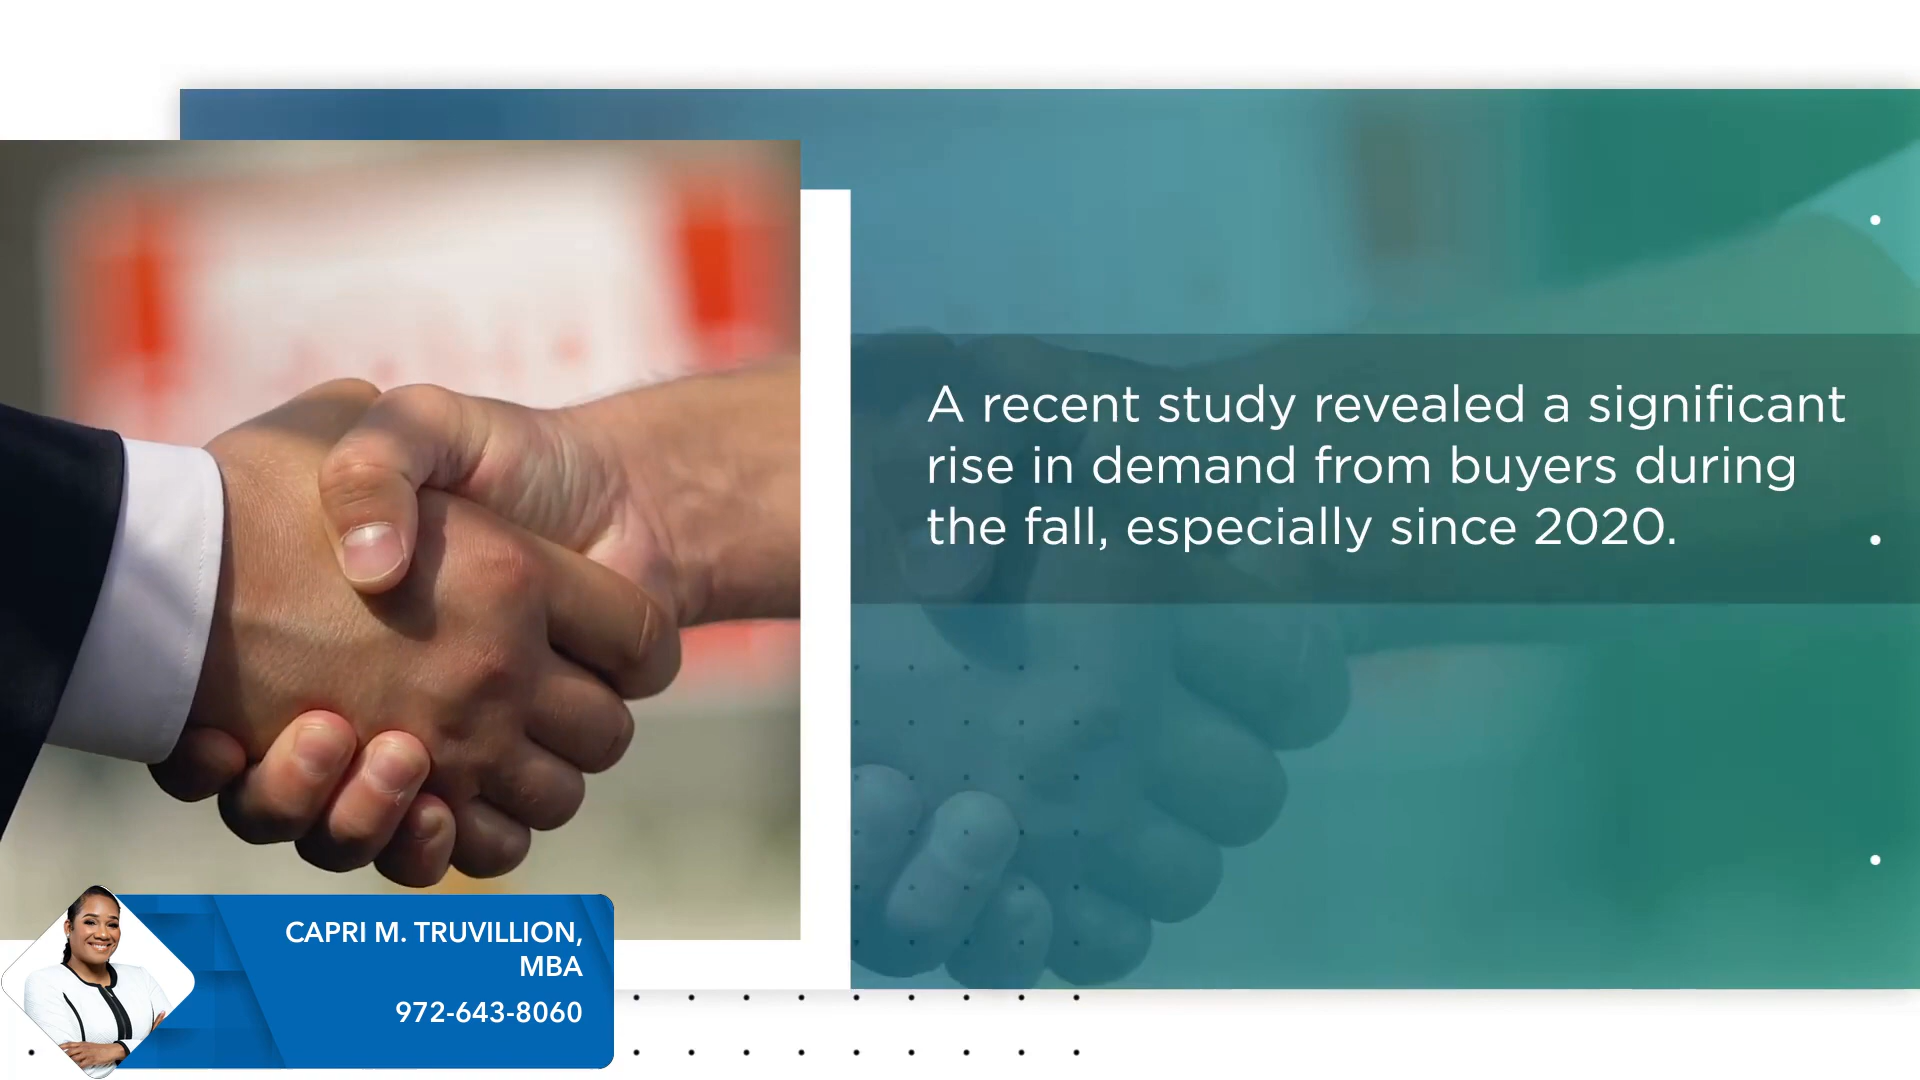 A recent study revealed a significant
rise in demand from buyers during
the fall, especially since 2020.
CAPRI M. TRUVILLION,
MBA
972-643-8060